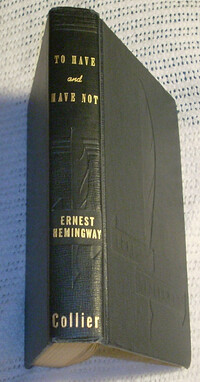 TO HAVE
and
HAVE NOT
ERNEST
HEMINGWAY
Collier